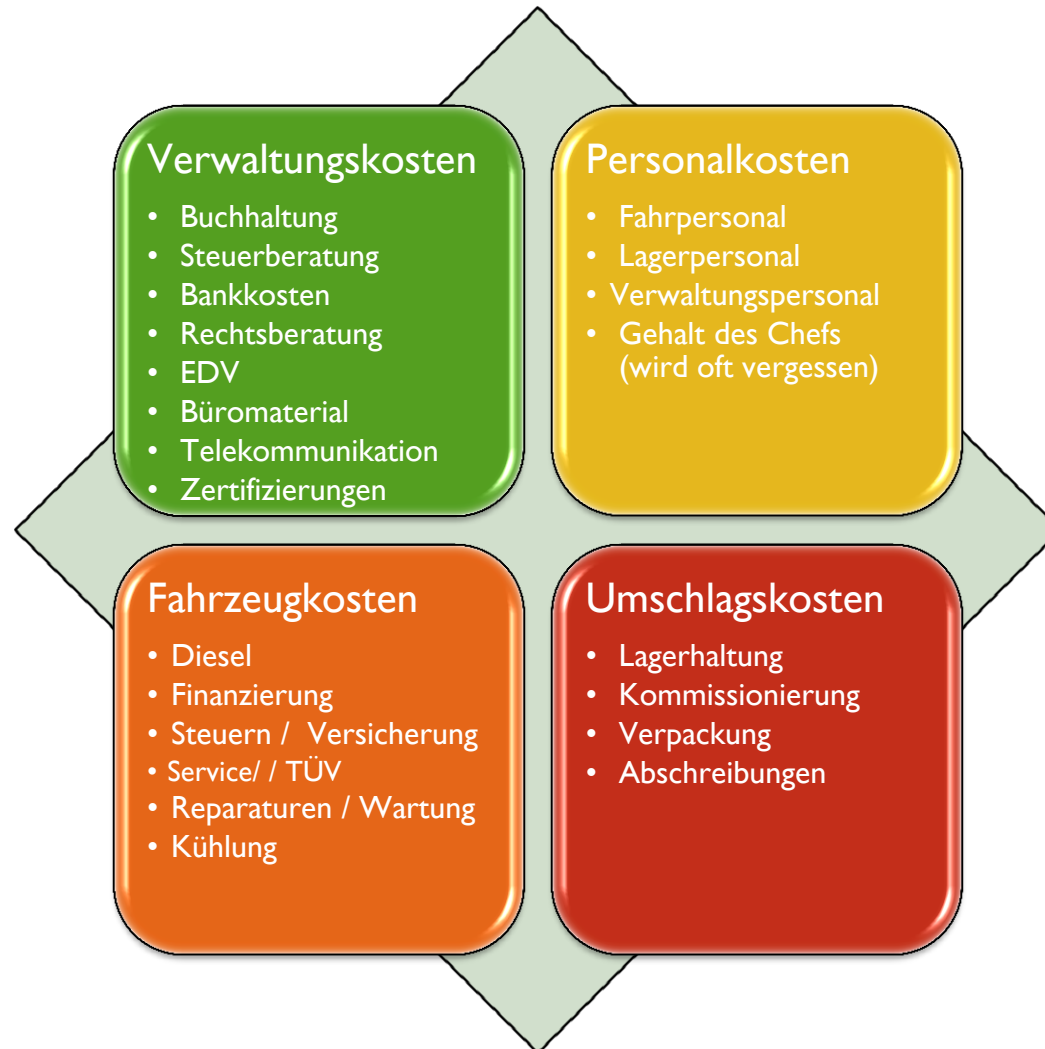 Verwaltungskosten
• Buchhaltung
• Steuerberatung
• Bankkosten
• Rechtsberatung
• EDV
• Büromaterial
• Telekommunikation
• Zertifizierungen
Personalkosten
• Fahrpersonal
• Lagerpersonal
• Verwaltungspersonal
• Gehalt des Chefs
(wird oft vergessen)
Fahrzeugkosten
• Diesel
• Finanzierung
• Steuern / Versicherung
• Service/ / TÜV
• Reparaturen / Wartung
• Kühlung
Umschlagskosten
• Lagerhaltung
• Kommissionierung
• Verpackung
• Abschreibungen